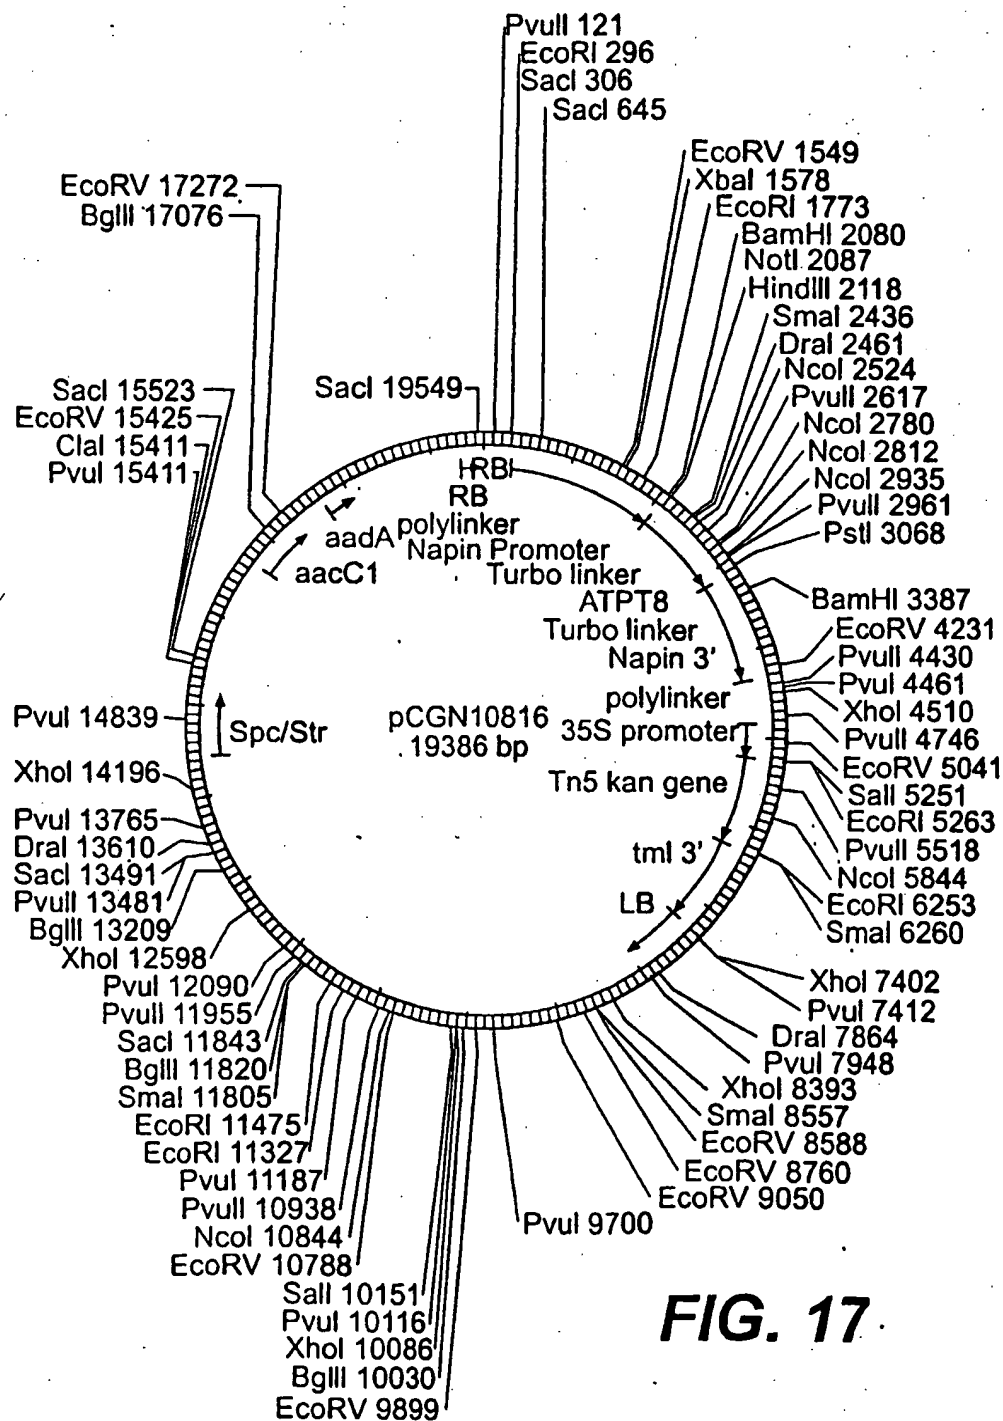 PvuII 121
EcoRI 296
SacI 306
SacI 645
EcoRV 1549
XbaI 1578
EcoRI 1773
BamHI 2080
NotI 2087
HindIII 2118
SmaI 2436
DraI 2461
NcoI 2524
PvuII 2617
NcoI 2780
NcoI 2812
NcoI 2935
PvuII 2961
PstI 3068
BamHI 3387
EcoRV 4231
PvuII 4430
PvuI 4461
XhoI 4510
PvuII 4746
EcoRV 5041
SalI 5251
EcoRI 5263
PvuII 5518
NcoI 5844
EcoRI 6253
SmaI 6260
XhoI 7402
PvuI 7412
DraI 7864
PvuI 7948
XhoI 8393
SmaI 8557
EcoRV 8588
EcoRV 8760
EcoRV 9050
PvuI 9700
EcoRV 17272
BglII 17076
SacI 15523
EcoRV 15425
ClaI 15411
PvuI 15411
SacI 19549
PvuI 14839
XhoI 14196
PvuI 13765
DraI 13610
SacI 13491
PvuII 13481
BglII 13209
XhoI 12598
PvuI 12090
PvuII 11955
SacI 11843
BglII 11820
SmaI 11805
EcoRI 11475
EcoRI 11327
PvuI 11187
PvuII 10938
NcoI 10844
EcoRV 10788
SalI 10151
PvuI 10116
XhoI 10086
BglII 10030
EcoRV 9899
RB
RB
polylinker
Napin Promoter
Turbo linker
ATPT8
Turbo linker
Napin 3'
polylinker
35S promoter
Tn5 kan gene
tml 3'
LB
aadA
aacC1
Spc/Str
pCGN10816
19386 bp
FIG. 17